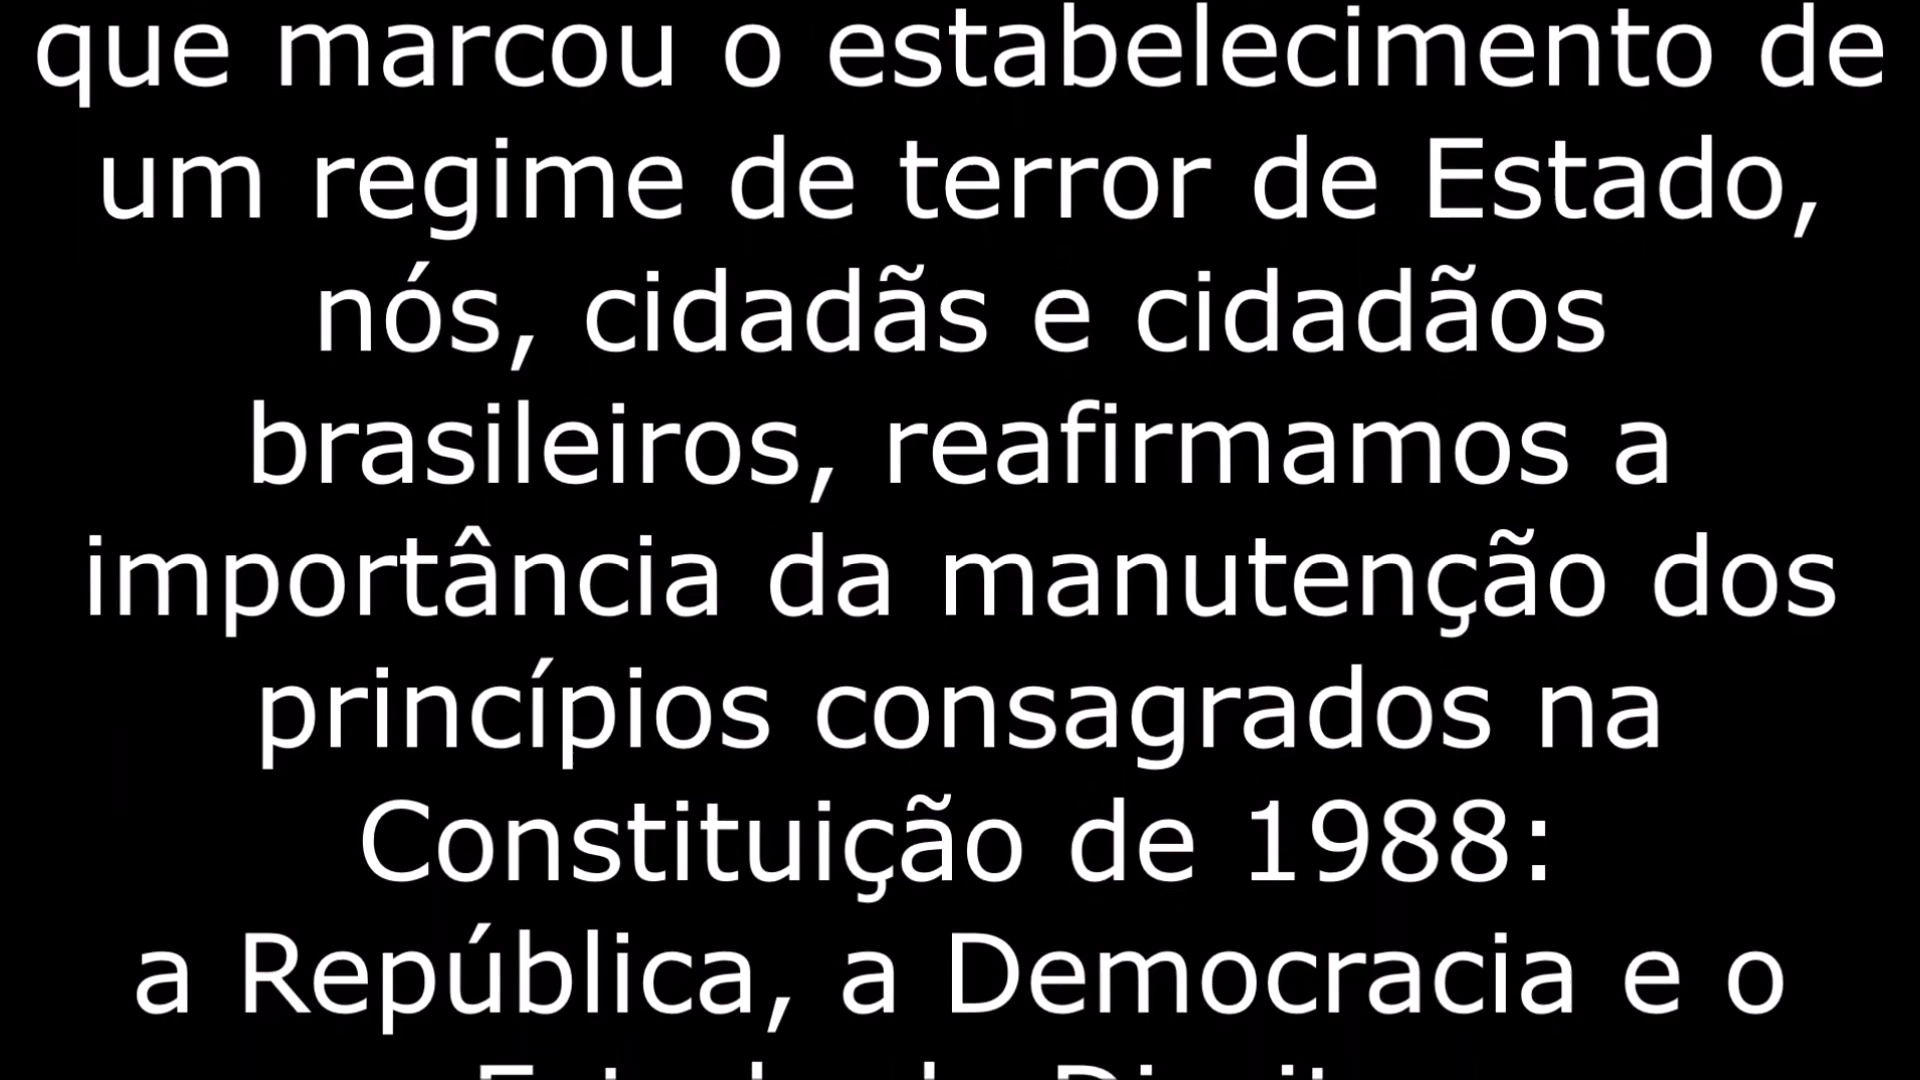 que marcou o estabelecimento de
um regime de terror de Estado,
nós, cidadãs e cidadãos
brasileiros, reafirmamos a
importância da manutenção dos
princípios consagrados na
Constituição de 1988:
a República, a Democracia e o